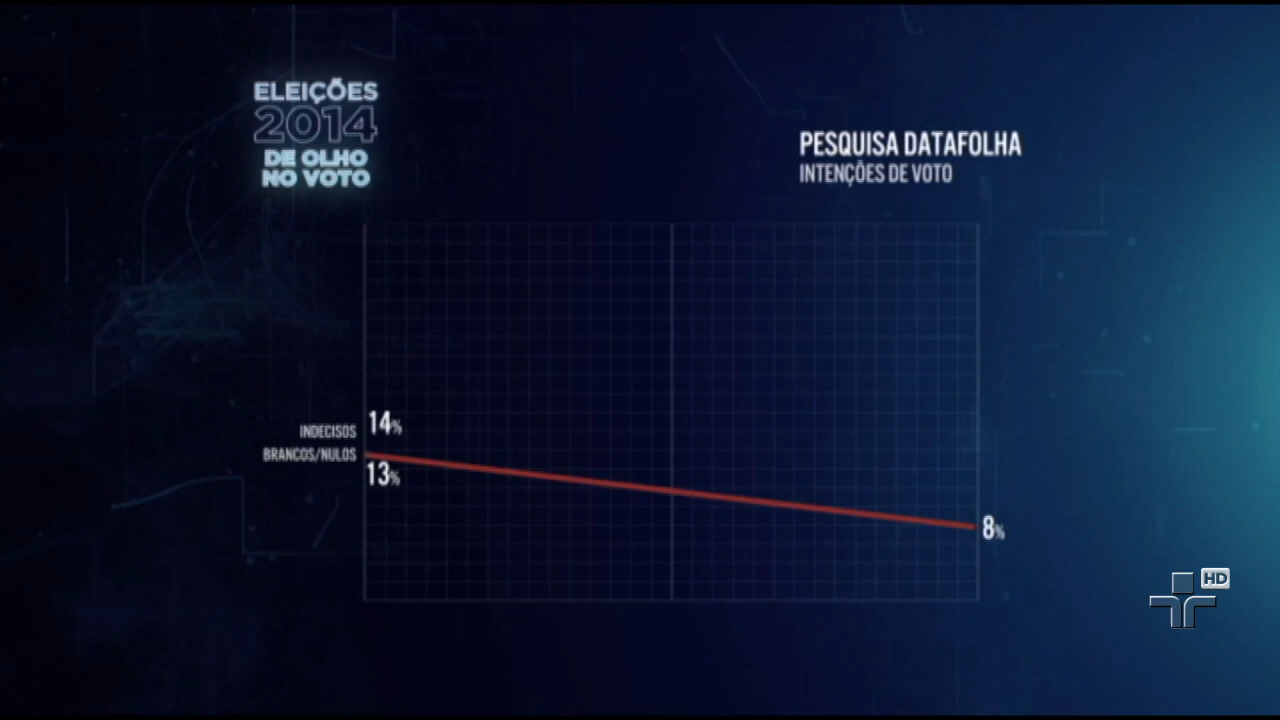 ELEIÇÕES
2014
DE OLHO
NO VOTO
PESQUISA DATAFOLHA
INTENÇÕES DE VOTO
INDECISOS 14%
BRANCOS/NULOS 13%
8%
HD